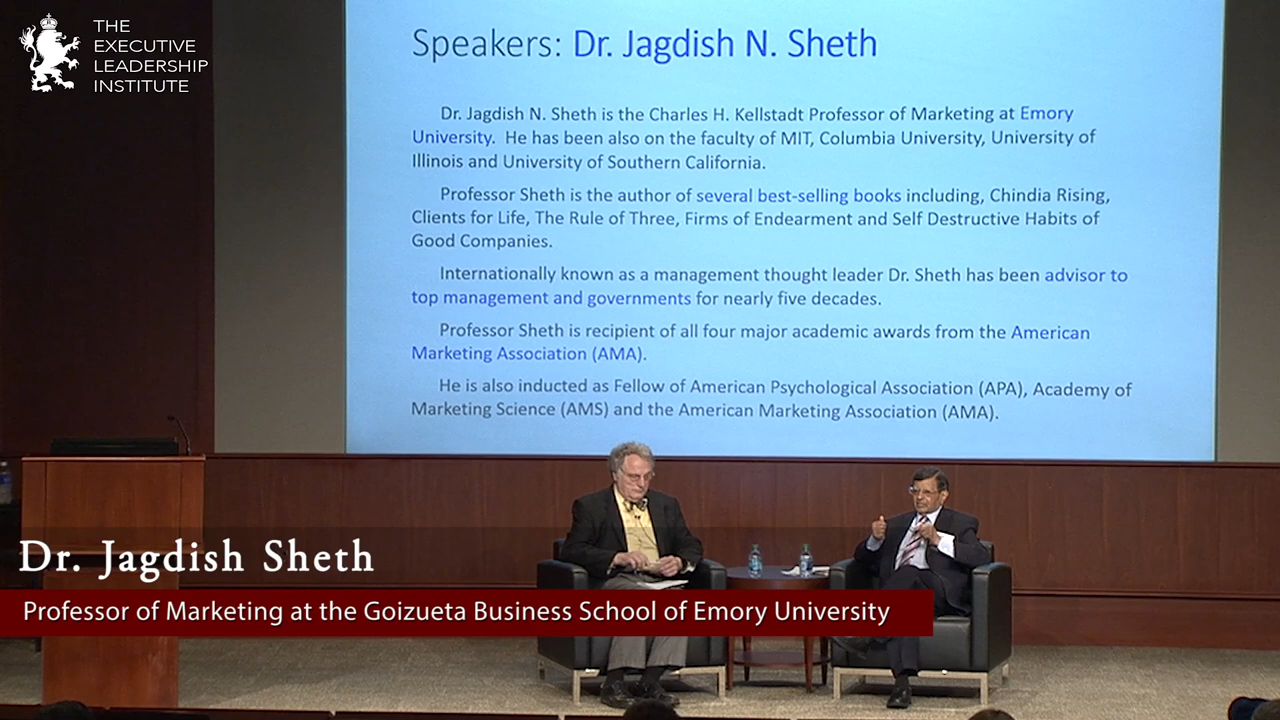 THE
EXECUTIVE
LEADERSHIP
INSTITUTE
Speakers: Dr. Jagdish N. Sheth
Dr. Jagdish N. Sheth is the Charles H. Kellstadt Professor of Marketing at Emory
University. He has been also on the faculty of MIT, Columbia University, University of
Illinois and University of Southern California.
Professor Sheth is the author of several best-selling books including, Chindia Rising,
Clients for Life, The Rule of Three, Firms of Endearment and Self Destructive Habits of
Good Companies.
Internationally known as a management thought leader Dr. Sheth has been advisor to
top management and governments for nearly five decades.
Professor Sheth is recipient of all four major academic awards from the American
Marketing Association (AMA).
He is also inducted as Fellow of American Psychological Association (APA), Academy of
Marketing Science (AMS) and the American Marketing Association (AMA).
Dr. Jagdish Sheth
Professor of Marketing at the Goizueta Business School of Emory University